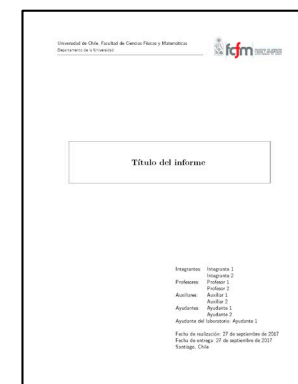 Universidad de Chile, Facultad de Ciencias Físicas y Matemáticas
Departamento de la Universidad
fcfm
Título del informe
Integrantes: Integrante 1
Integrante 2
Profesores: Profesor 1
Profesor 2
Auxiliares: Auxiliar 1
Auxiliar 2
Ayudantes: Ayudante 1
Ayudante 2
Ayudante del laboratorio: Ayudante 1
Fecha de realización: 27 de septiembre de 2017
Fecha de entrega: 27 de septiembre de 2017
Santiago, Chile